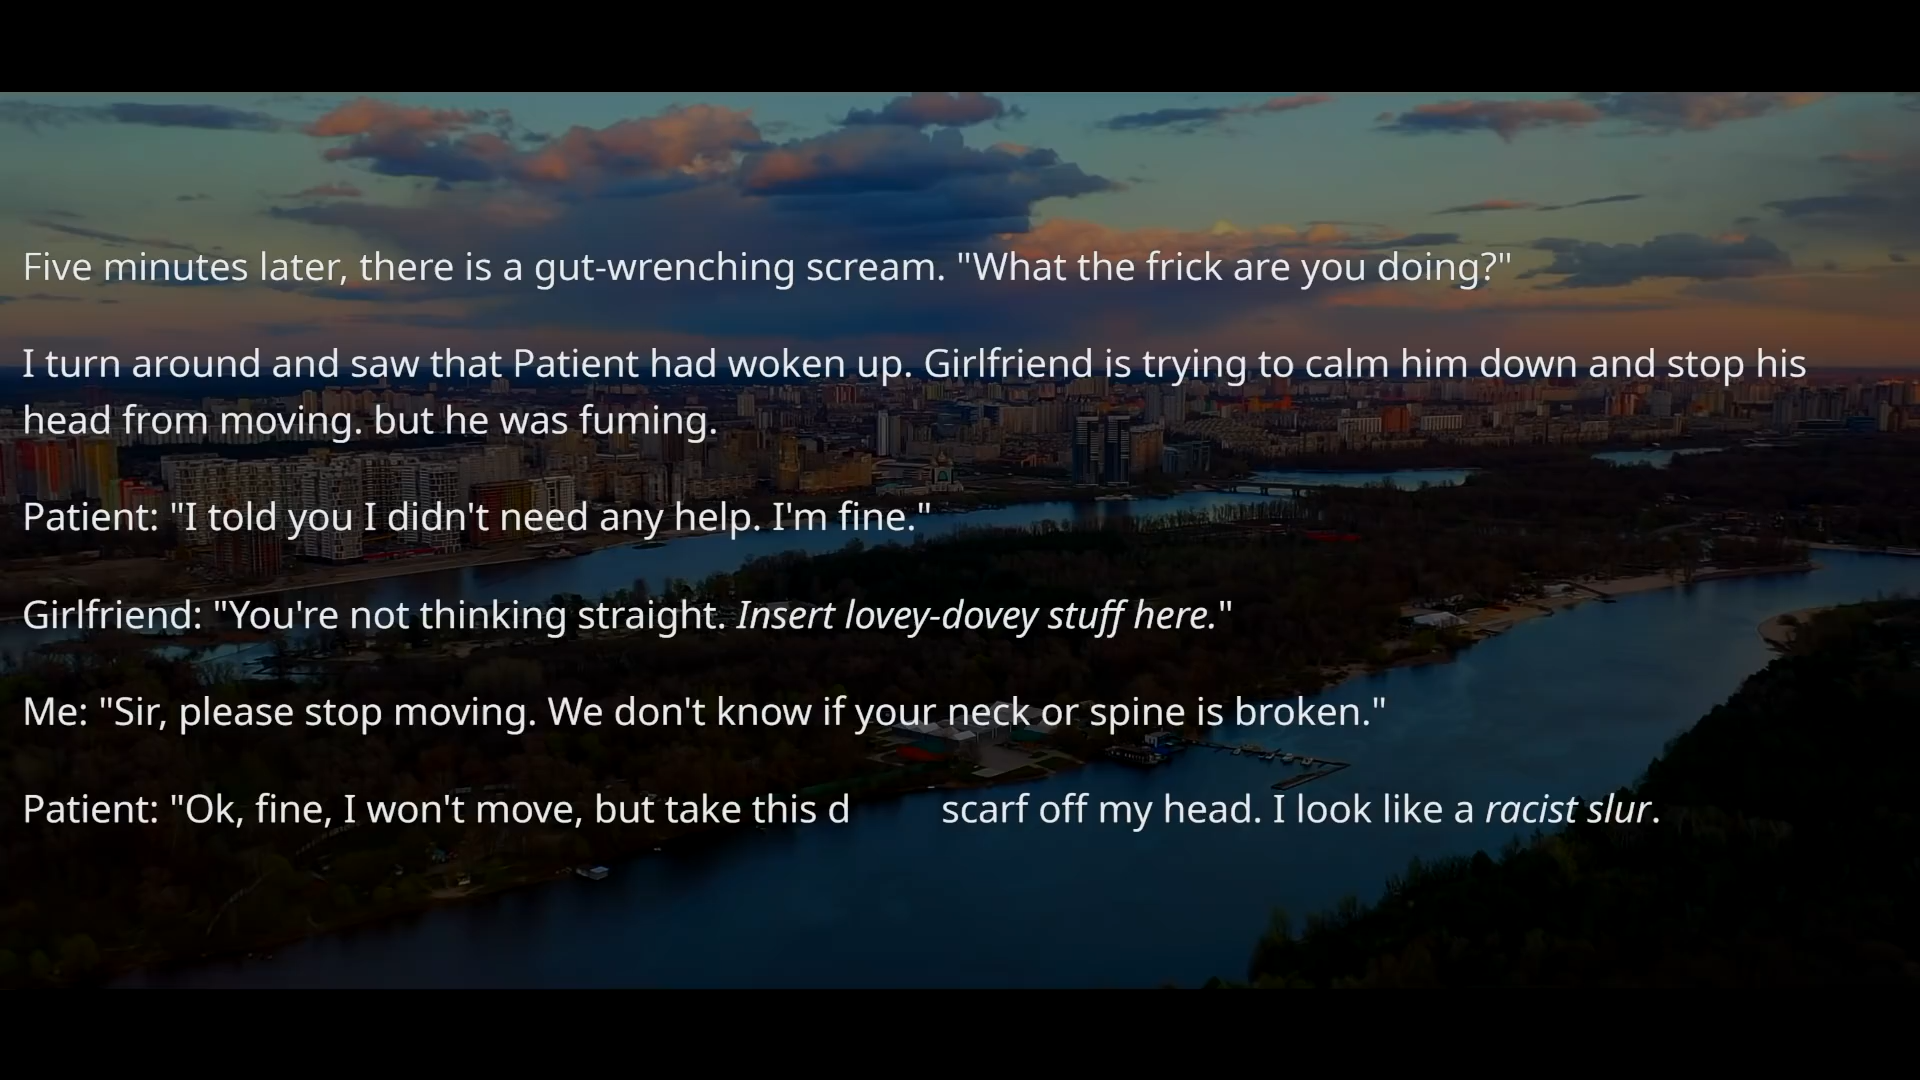 Five minutes later, there is a gut-wrenching scream. "What the frick are you doing?"
I turn around and saw that Patient had woken up. Girlfriend is trying to calm him down and stop his
head from moving. but he was fuming.
Patient: "I told you I didn't need any help. I'm fine."
Girlfriend: "You're not thinking straight. Insert lovey-dovey stuff here."
Me: "Sir, please stop moving. We don't know if your neck or spine is broken."
Patient: "Ok, fine, I won't move, but take this d scarf off my head. I look like a racist slur.